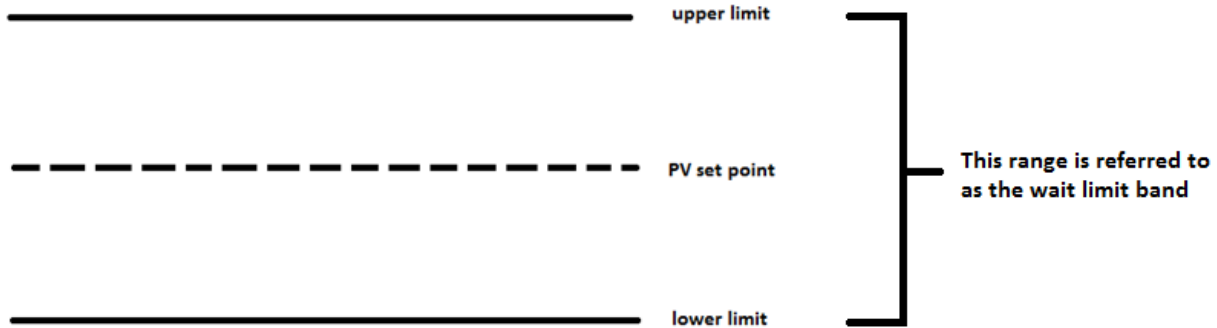 upper limit
PV set point
This range is referred to
as the wait limit band
lower limit